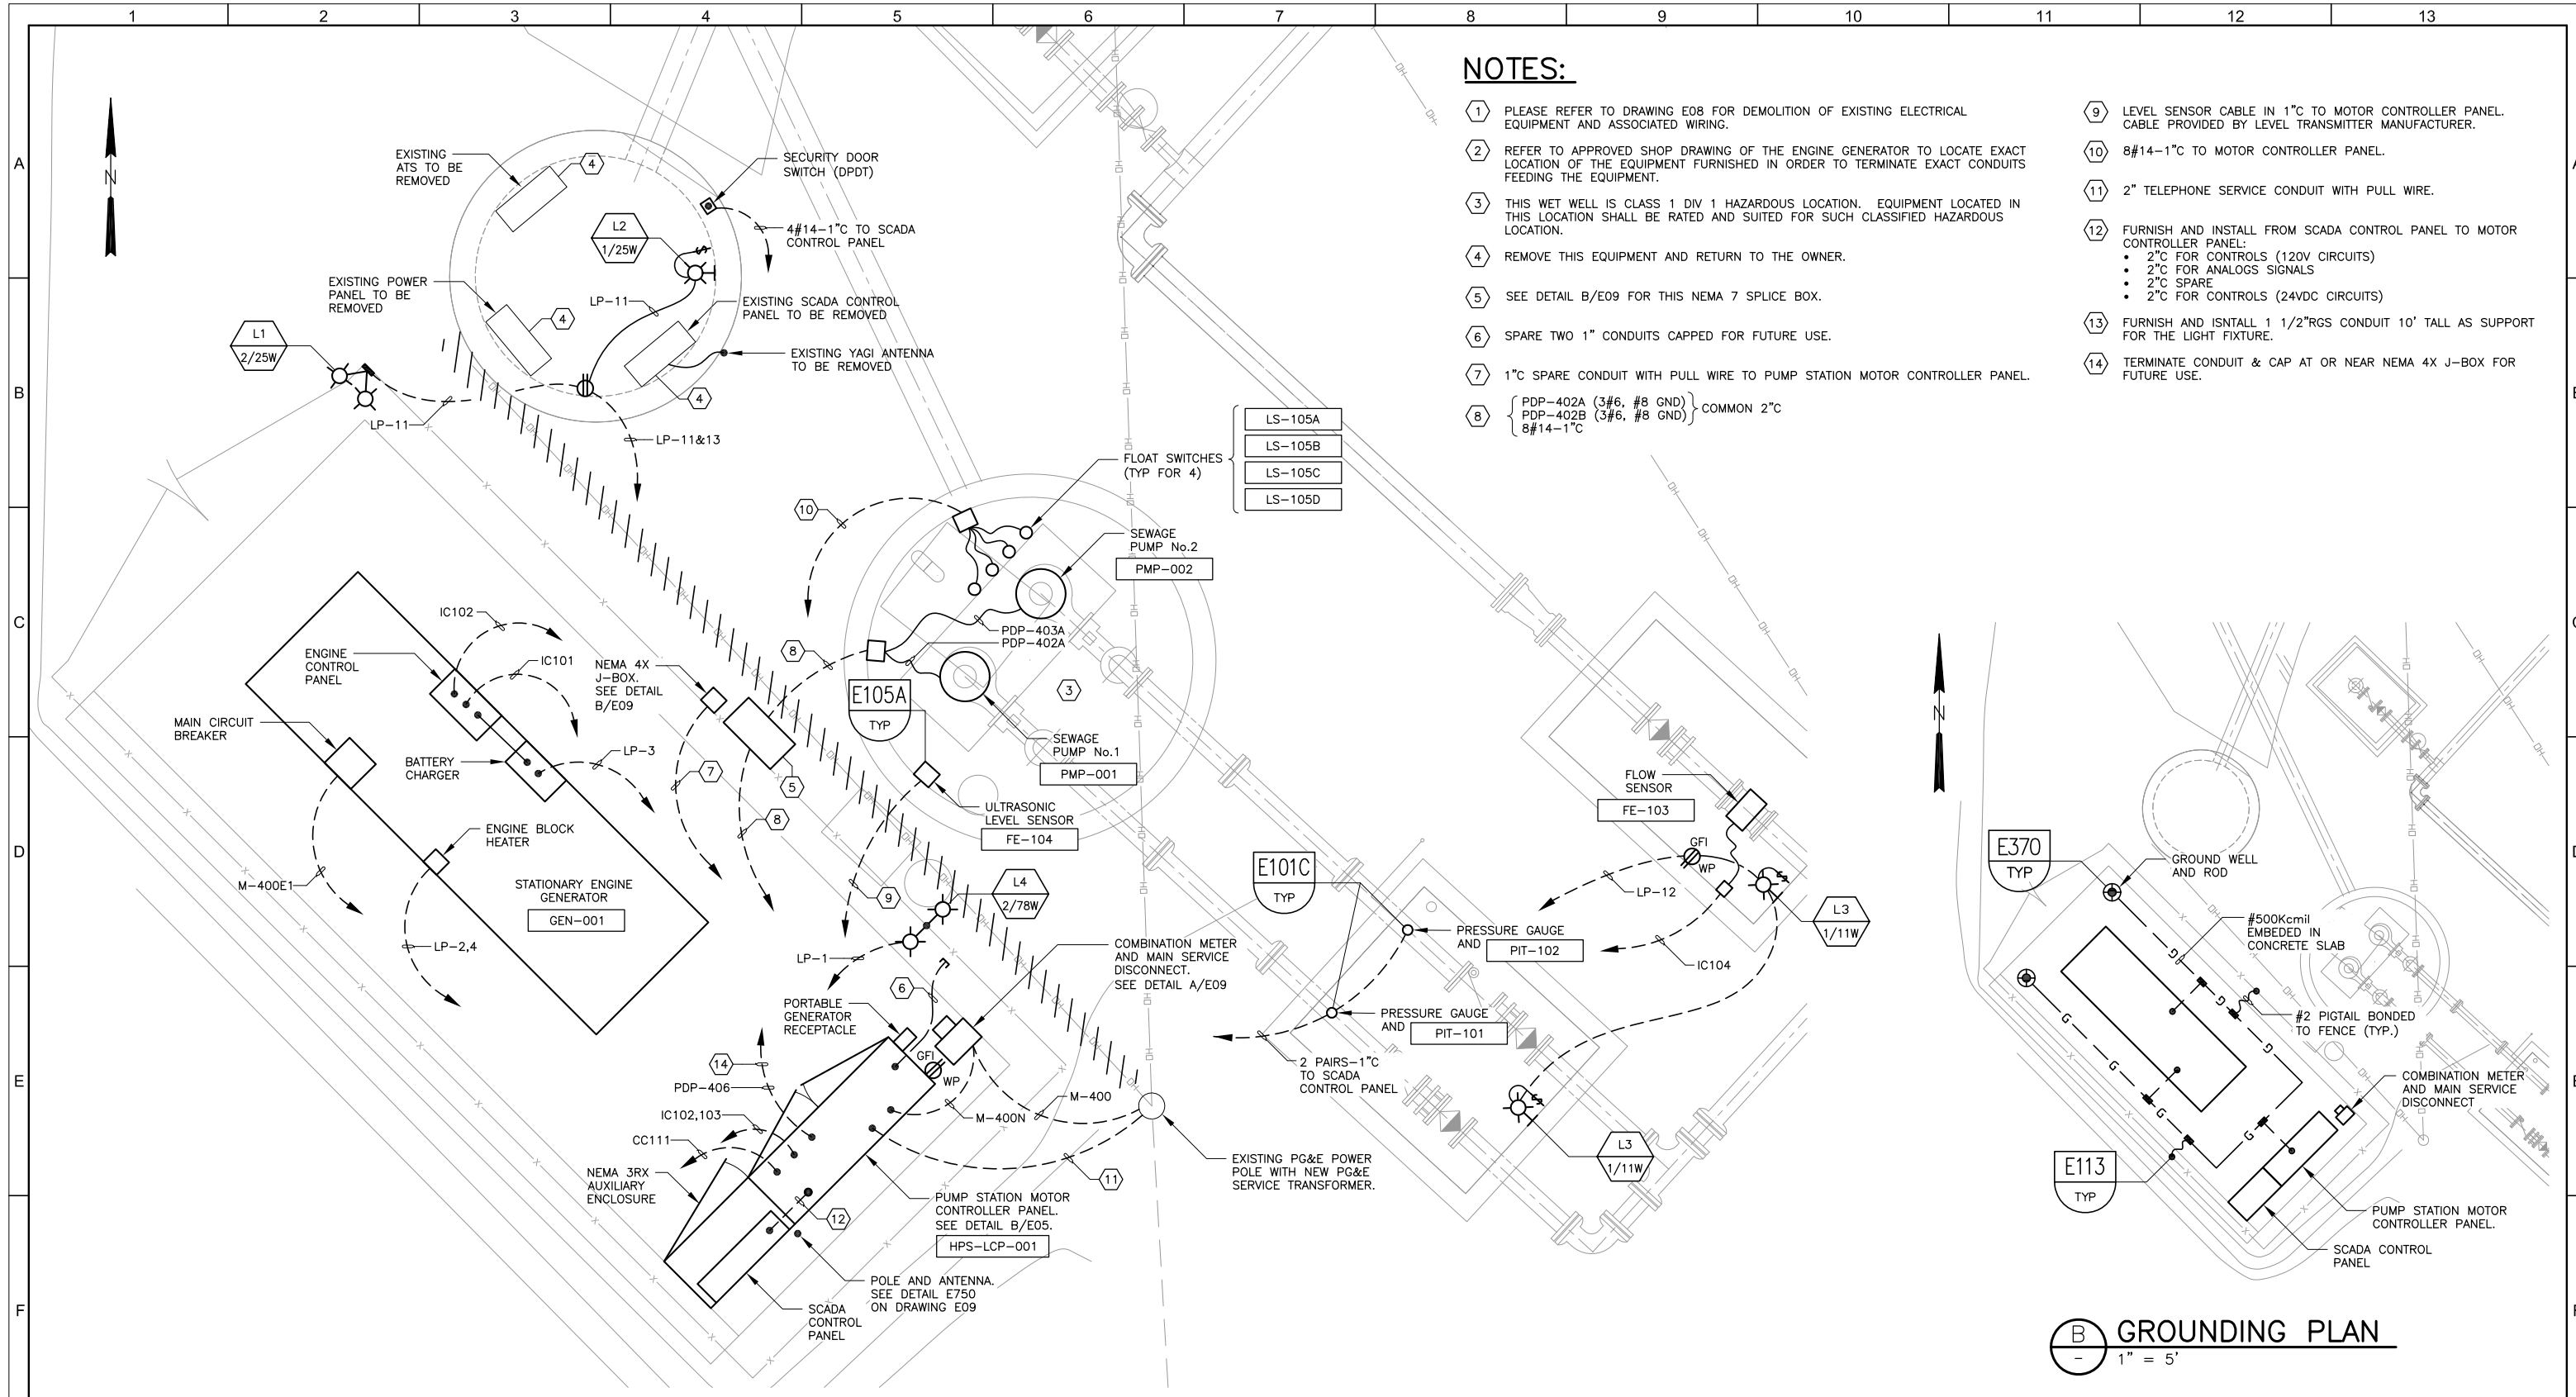 1 2 3 4 5 6 7 8 9 10 11 12 13
A
B
C
D
E
F
NOTES:
1 PLEASE REFER TO DRAWING E08 FOR DEMOLITION OF EXISTING ELECTRICAL
EQUIPMENT AND ASSOCIATED WIRING.
2 REFER TO APPROVED SHOP DRAWING OF THE ENGINE GENERATOR TO LOCATE EXACT
LOCATION OF THE EQUIPMENT FURNISHED IN ORDER TO TERMINATE EXACT CONDUITS
FEEDING THE EQUIPMENT.
3 THIS WET WELL IS CLASS 1 DIV 1 HAZARDOUS LOCATION. EQUIPMENT LOCATED IN
THIS LOCATION SHALL BE RATED AND SUITED FOR SUCH CLASSIFIED HAZARDOUS
LOCATION.
4 REMOVE THIS EQUIPMENT AND RETURN TO THE OWNER.
5 SEE DETAIL B/E09 FOR THIS NEMA 7 SPLICE BOX.
6 SPARE TWO 1" CONDUITS CAPPED FOR FUTURE USE.
7 1"C SPARE CONDUIT WITH PULL WIRE TO PUMP STATION MOTOR CONTROLLER PANEL.
8 PDP-402A (3#6, #8 GND)
PDP-402B (3#6, #8 GND) COMMON 2"C
8#14-1"C
9 LEVEL SENSOR CABLE IN 1"C TO MOTOR CONTROLLER PANEL.
CABLE PROVIDED BY LEVEL TRANSMITTER MANUFACTURER.
10 8#14-1"C TO MOTOR CONTROLLER PANEL.
11 2" TELEPHONE SERVICE CONDUIT WITH PULL WIRE.
12 FURNISH AND INSTALL FROM SCADA CONTROL PANEL TO MOTOR
CONTROLLER PANEL:
• 2"C FOR CONTROLS (120V CIRCUITS)
• 2"C FOR ANALOGS SIGNALS
• 2"C SPARE
• 2"C FOR CONTROLS (24VDC CIRCUITS)
13 FURNISH AND ISNTALL 1 1/2"RGS CONDUIT 10' TALL AS SUPPORT
FOR THE LIGHT FIXTURE.
14 TERMINATE CONDUIT & CAP AT OR NEAR NEMA 4X J-BOX FOR
FUTURE USE.
N
EXISTING
ATS TO BE
REMOVED
4
SECURITY DOOR
SWITCH (DPDT)
L2
1/25W
4#14-1"C TO SCADA
CONTROL PANEL
EXISTING POWER
PANEL TO BE
REMOVED
4
LP-11
EXISTING SCADA CONTROL
PANEL TO BE REMOVED
L1
2/25W
EXISTING YAGI ANTENNA
TO BE REMOVED
4
LP-11
LP-11&13
FLOAT SWITCHES
(TYP FOR 4)
LS-105A
LS-105B
LS-105C
LS-105D
10
SEWAGE
PUMP No.2
PMP-002
IC102
PDP-403A
PDP-402A
ENGINE
CONTROL
PANEL
IC101
NEMA 4X
J-BOX.
SEE DETAIL
B/E09
8
E105A
TYP
3
MAIN CIRCUIT
BREAKER
BATTERY
CHARGER
LP-3
7
5
SEWAGE
PUMP No.1
PMP-001
8
ULTRASONIC
LEVEL SENSOR
FE-104
ENGINE BLOCK
HEATER
M-400E1
STATIONARY ENGINE
GENERATOR
GEN-001
LP-2,4
9
L4
2/78W
LP-1
COMBINATION METER
AND MAIN SERVICE
DISCONNECT.
SEE DETAIL A/E09
6
PORTABLE
GENERATOR
RECEPTACLE
GFI
WP
14
PDP-406
IC102,103
CC111
M-400
M-400N
NEMA 3RX
AUXILIARY
ENCLOSURE
11
12
EXISTING PG&E POWER
POLE WITH NEW PG&E
SERVICE TRANSFORMER.
PUMP STATION MOTOR
CONTROLLER PANEL.
SEE DETAIL B/E05.
HPS-LCP-001
POLE AND ANTENNA.
SEE DETAIL E750
ON DRAWING E09
SCADA
CONTROL
PANEL
FLOW
SENSOR
FE-103
GFI
WP
LP-12
E101C
TYP
L3
1/11W
PRESSURE GAUGE
AND PIT-102
IC104
PRESSURE GAUGE
AND PIT-101
2 PAIRS-1"C
TO SCADA
CONTROL PANEL
L3
1/11W
N
E370
TYP
GROUND WELL
AND ROD
#500Kcmil
EMBEDED IN
CONCRETE SLAB
#2 PIGTAIL BONDED
TO FENCE (TYP.)
G
G
G
G
G
G
G
COMBINATION METER
AND MAIN SERVICE
DISCONNECT
E113
TYP
PUMP STATION MOTOR
CONTROLLER PANEL.
SCADA CONTROL
PANEL
B GROUNDING PLAN
- 1" = 5'